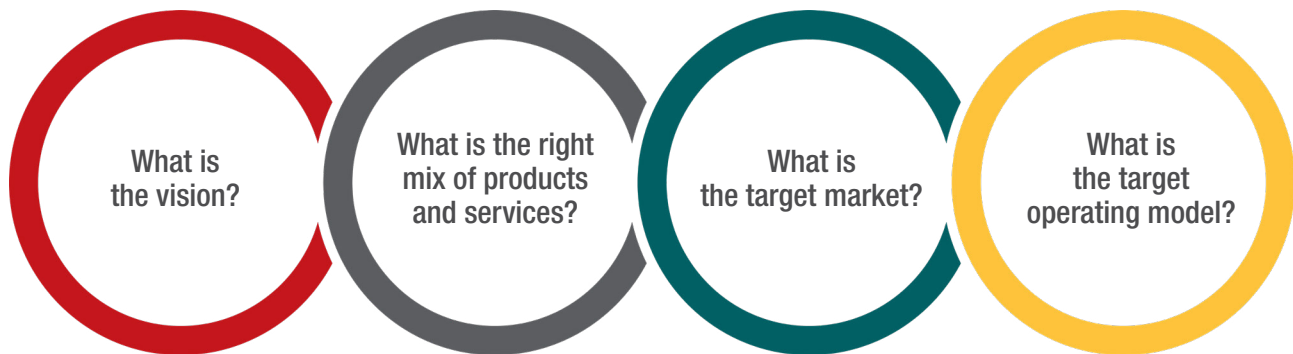 What is
the vision?
What is the right
mix of products
and services?
What is
the target market?
What is
the target
operating model?